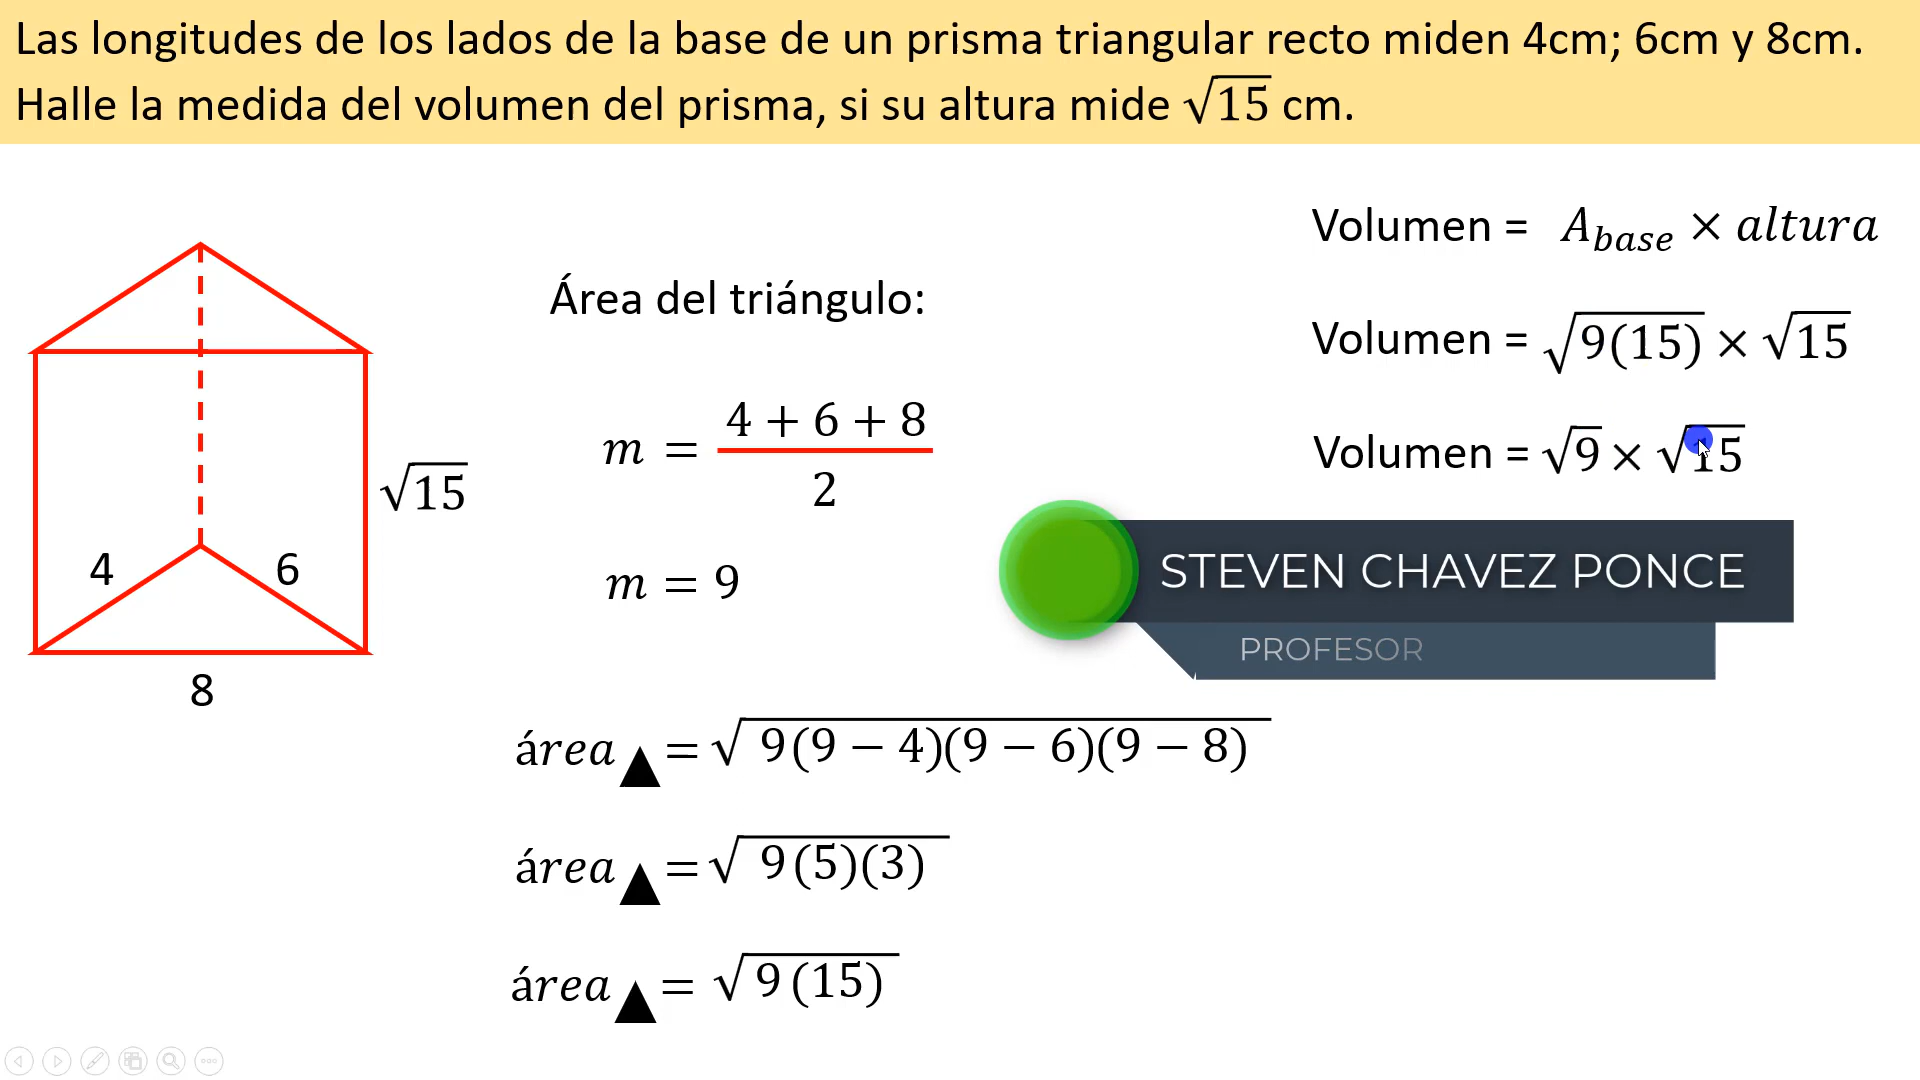 Las longitudes de los lados de la base de un prisma triangular recto miden 4cm; 6cm y 8cm.
Halle la medida del volumen del prisma, si su altura mide √15 cm.
4
6
8
√15
Área del triángulo:
m = (4 + 6 + 8)/2
m = 9
área▲= √9(9 − 4)(9 − 6)(9 − 8)
área▲= √9(5)(3)
área▲= √9(15)
Volumen = A_base × altura
Volumen = √9(15) × √15
Volumen = √9 × √15
STEVEN CHAVEZ PONCE
PROFESOR